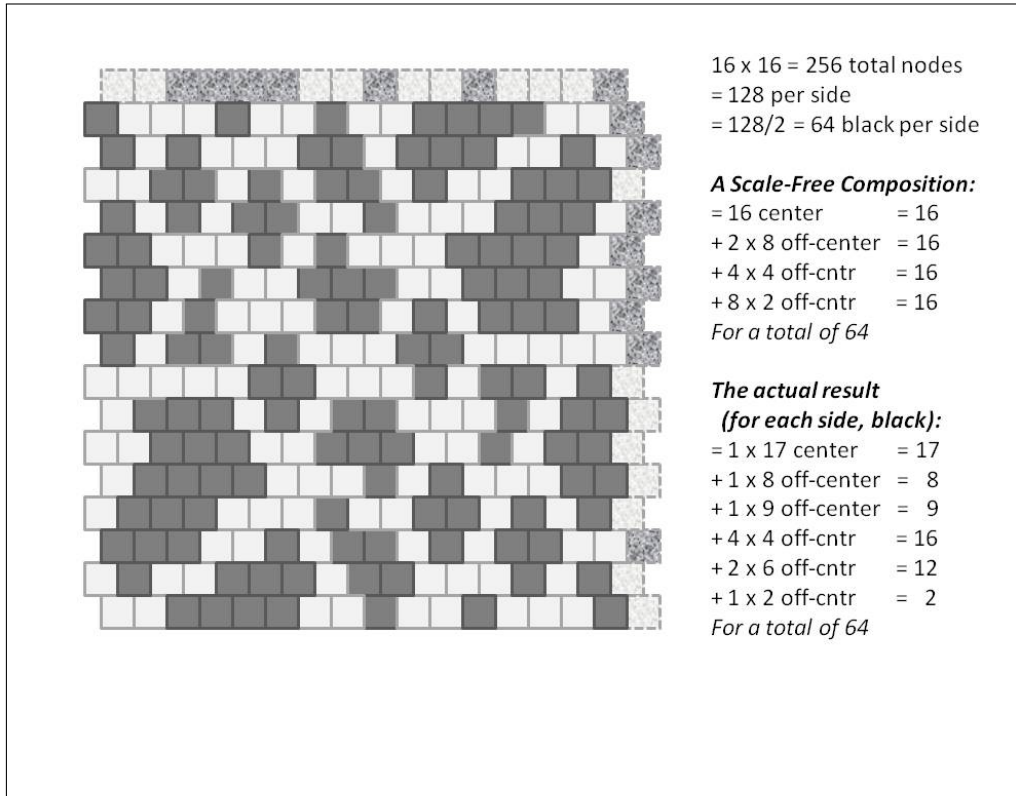 16 x 16 = 256 total nodes
= 128 per side
= 128/2 = 64 black per side
A Scale-Free Composition:
= 16 center = 16
+ 2 x 8 off-center = 16
+ 4 x 4 off-cntr = 16
+ 8 x 2 off-cntr = 16
For a total of 64
The actual result
(for each side, black):
= 1 x 17 center = 17
+ 1 x 8 off-center = 8
+ 1 x 9 off-center = 9
+ 4 x 4 off-cntr = 16
+ 2 x 6 off-cntr = 12
+ 1 x 2 off-cntr = 2
For a total of 64